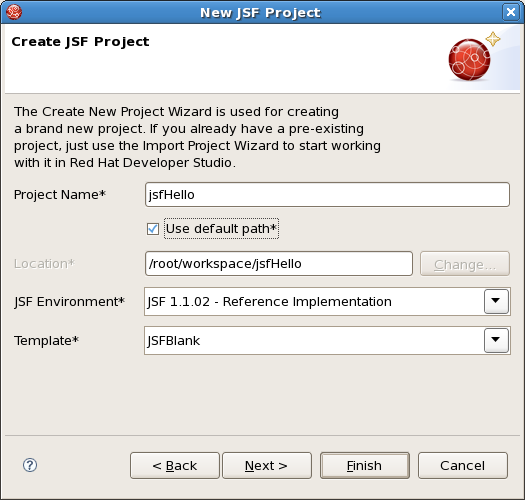 New JSF Project
Create JSF Project
The Create New Project Wizard is used for creating
a brand new project. If you already have a pre-existing
project, just use the Import Project Wizard to start working
with it in Red Hat Developer Studio.
Project Name* jsfHello
Use default path*
Location* /root/workspace/jsfHello Change...
JSF Environment* JSF 1.1.02 - Reference Implementation
Template* JSFBlank
? < Back Next > Finish Cancel